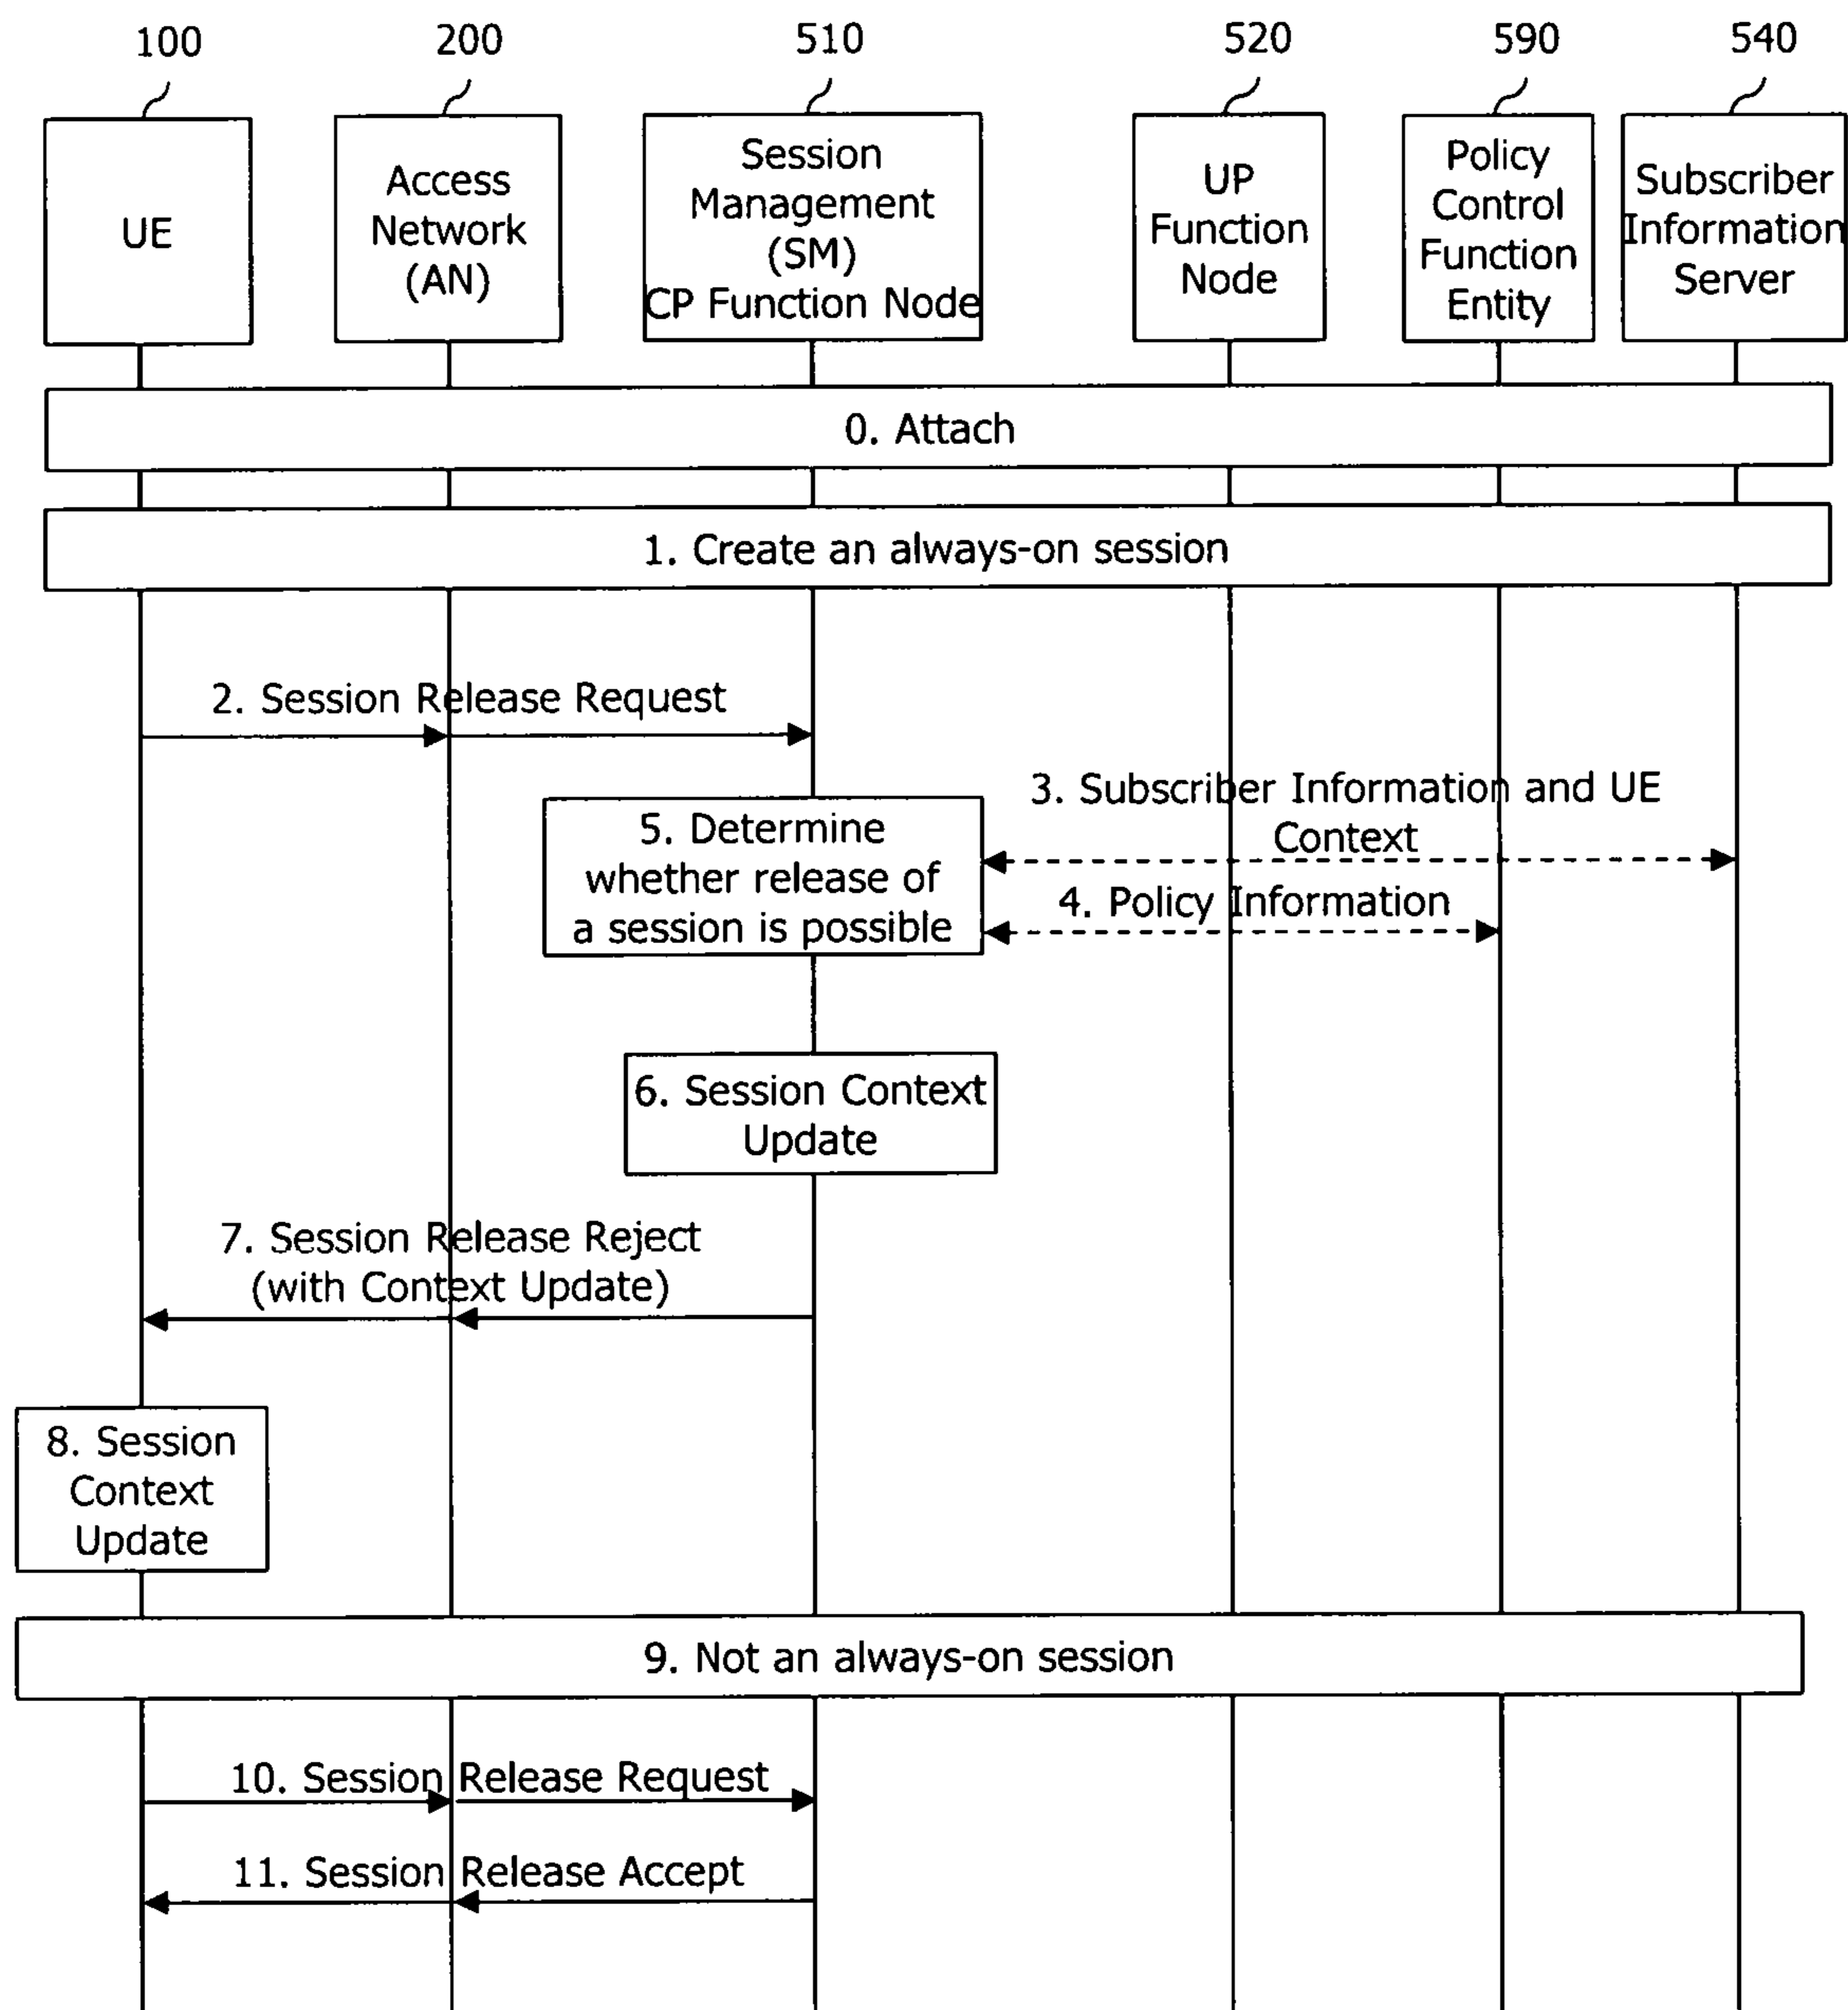 100
200
510
520
590
540
UE
Access
Network
(AN)
Session
Management
(SM)
CP Function Node
UP
Function
Node
Policy
Control
Function
Entity
Subscriber
Information
Server
0. Attach
1. Create an always-on session
2. Session Release Request
3. Subscriber Information and UE
Context
4. Policy Information
5. Determine
whether release of
a session is possible
6. Session Context
Update
7. Session Release Reject
(with Context Update)
8. Session
Context
Update
9. Not an always-on session
10. Session Release Request
11. Session Release Accept